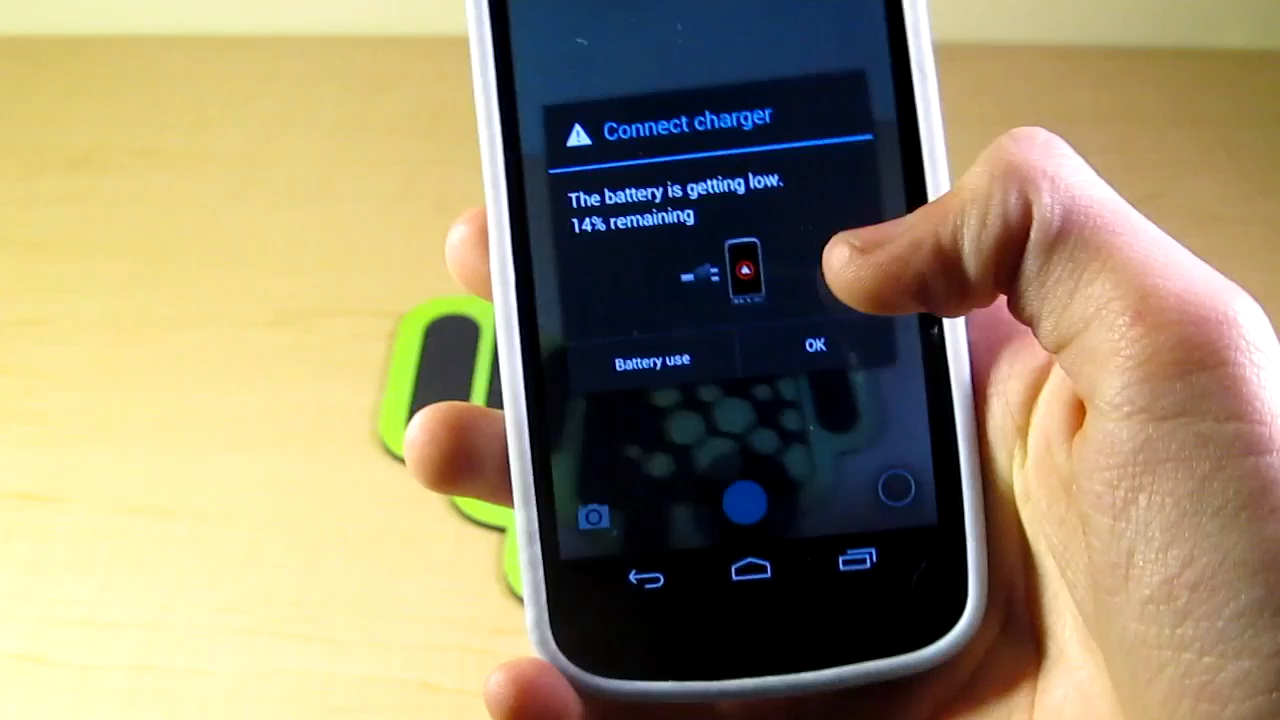 Connect charger
The battery is getting low.
14% remaining
Battery use
OK